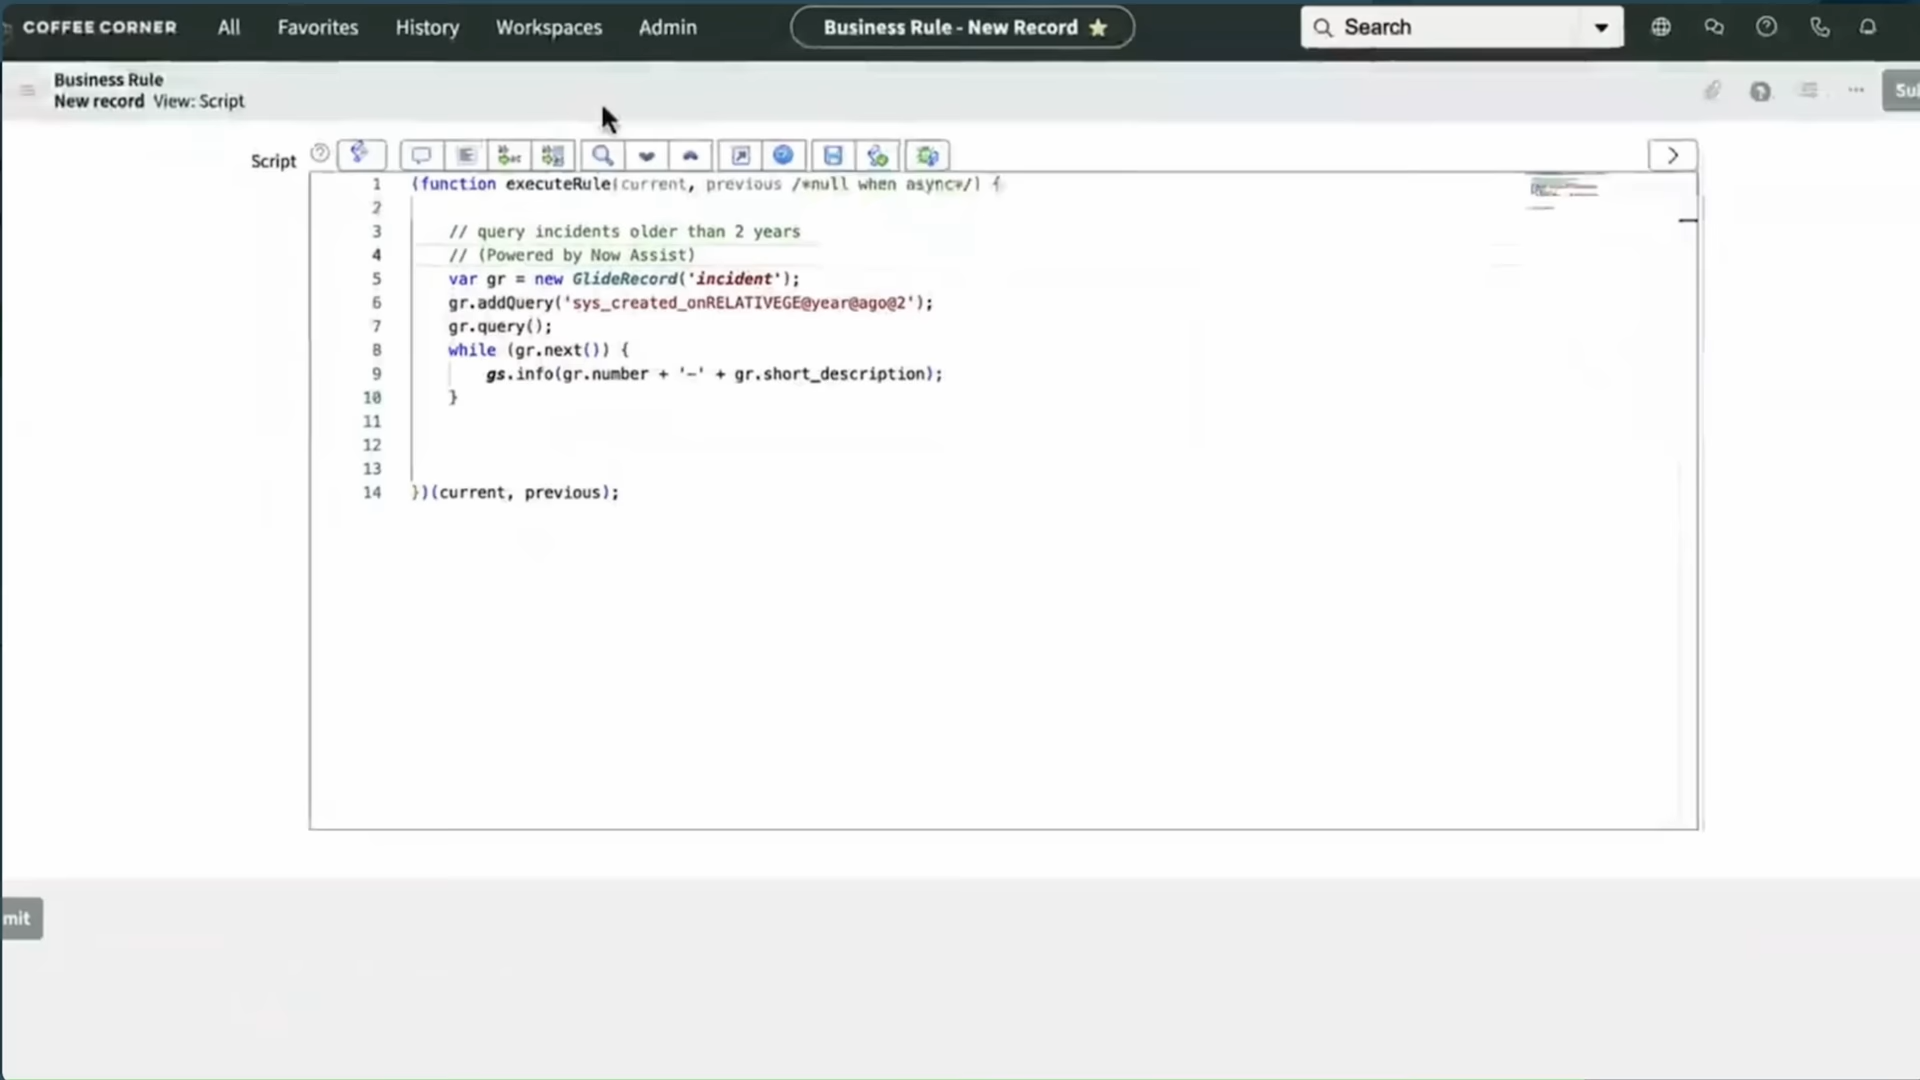 COFFEE CORNER All Favorites History Workspaces Admin Business Rule - New Record Search
Business Rule
New record View: Script
Script
1 (function executeRule(current, previous /*null when async*/) {
2
3 // query incidents older than 2 years
4 // (Powered by Now Assist)
5 var gr = new GlideRecord('incident');
6 gr.addQuery('sys_created_onRELATIVEGE@year@ago@2');
7 gr.query();
8 while (gr.next()) {
9 gs.info(gr.number + '-' + gr.short_description);
10 }
11
12
13
14 })(current, previous);
mit